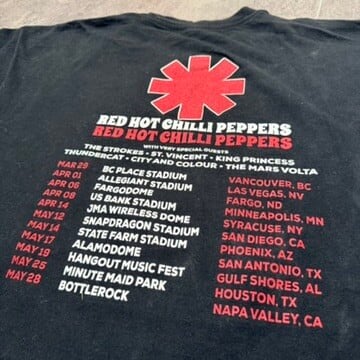 RED HOT CHILLI PEPPERS
RED HOT CHILLI PEPPERS
WITH VERY SPECIAL GUESTS
THE STROKES • ST. VINCENT • KING PRINCESS
THUNDERCAT • CITY AND COLOUR • THE MARS VOLTA
MAR 29 BC PLACE STADIUM VANCOUVER, BC
APR 01 ALLEGIANT STADIUM LAS VEGAS, NV
APR 06 FARGODOME FARGO, ND
APR 08 US BANK STADIUM MINNEAPOLIS, MN
APR 14 JMA WIRELESS DOME SYRACUSE, NY
MAY 12 SNAPDRAGON STADIUM SAN DIEGO, CA
MAY 14 STATE FARM STADIUM PHOENIX, AZ
MAY 17 ALAMODOME SAN ANTONIO, TX
MAY 19 HANGOUT MUSIC FEST GULF SHORES, AL
MAY 25 MINUTE MAID PARK HOUSTON, TX
MAY 28 BOTTLEROCK NAPA VALLEY, CA